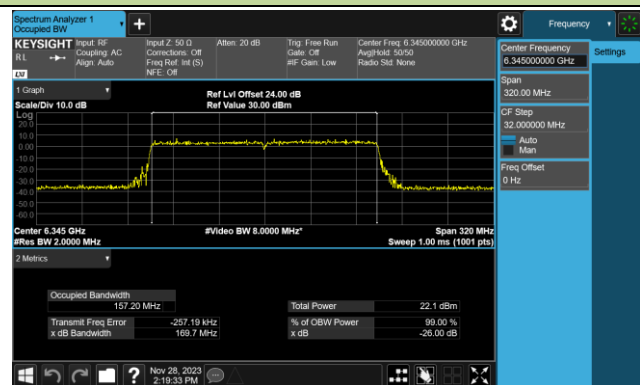 Spectrum Analyzer 1
Occupied BW
Frequency
KEYSIGHT
RL
Input: RF
Coupling: AC
Align: Auto
Input Z: 50 Ω
Corrections: Off
Freq Ref: Int (S)
NFE: Off
Atten: 20 dB
Trig: Free Run
Gate: Off
#IF Gain: Low
Center Freq: 6.345000000 GHz
Avg|Hold: 50/50
Radio Std: None
Center Frequency
6.345000000 GHz
Settings
Span
320.00 MHz
CF Step
32.000000 MHz
Auto
Man
Freq Offset
0 Hz
1 Graph
Scale/Div 10.0 dB
Ref Lvl Offset 24.00 dB
Ref Value 30.00 dBm
Log
20.0
10.0
0.00
-10.0
-20.0
-30.0
-40.0
-50.0
-60.0
Center 6.345 GHz
#Res BW 2.0000 MHz
#Video BW 8.0000 MHz*
Span 320 MHz
Sweep 1.00 ms (1001 pts)
2 Metrics
Occupied Bandwidth
157.20 MHz
Total Power 22.1 dBm
Transmit Freq Error -257.19 kHz
% of OBW Power 99.00 %
x dB Bandwidth 169.7 MHz
x dB -26.00 dB
Nov 28, 2023
2:19:33 PM